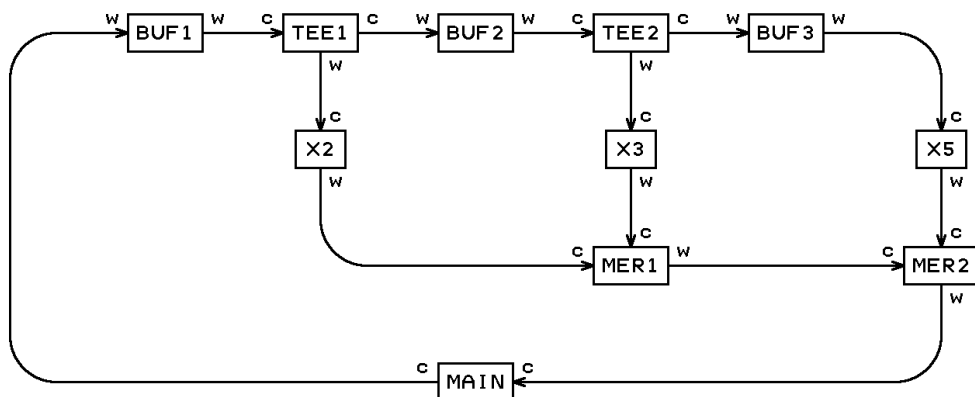 W BUF1 W C TEE1 C W BUF2 W C TEE2 C W BUF3 W
W W
C C C
X2 X3 X5
W W W
C C
C MER1 W C MER2
W
C MAIN C